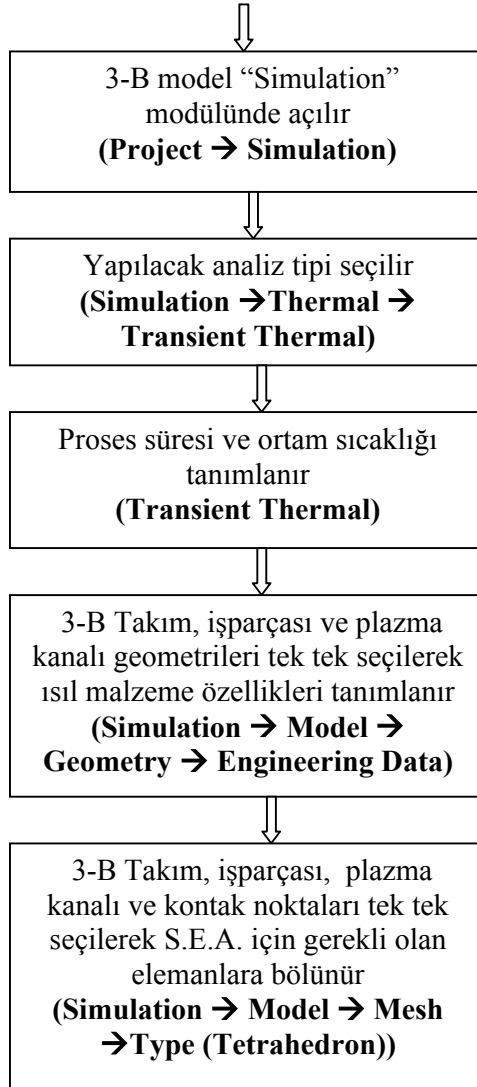 3-B model “Simulation”
modülünde açılır
(Project → Simulation)
Yapılacak analiz tipi seçilir
(Simulation →Thermal →
Transient Thermal)
Proses süresi ve ortam sıcaklığı
tanımlanır
(Transient Thermal)
3-B Takım, işparçası ve plazma
kanalı geometrileri tek tek seçilerek
ısıl malzeme özellikleri tanımlanır
(Simulation → Model →
Geometry → Engineering Data)
3-B Takım, işparçası, plazma
kanalı ve kontak noktaları tek tek
seçilerek S.E.A. için gerekli olan
elemanlara bölünür
(Simulation → Model → Mesh
→Type (Tetrahedron))